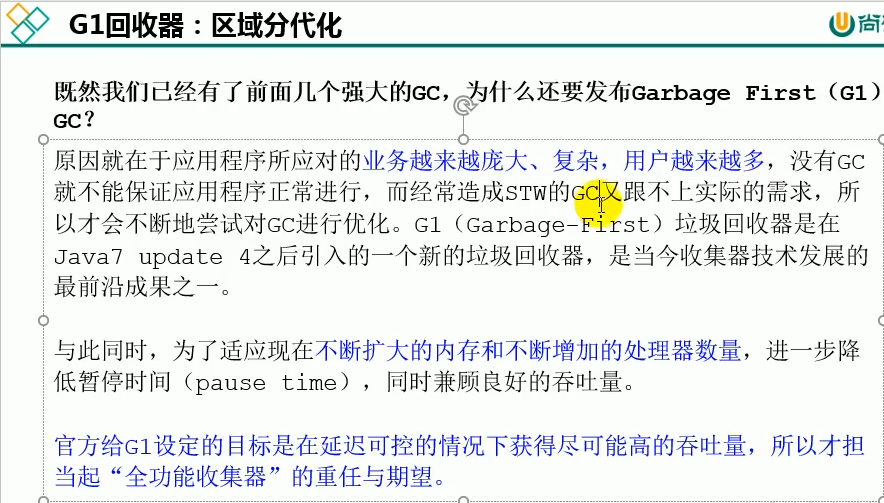 G1回收器：区域分代化
尚
既然我们已经有了前面几个强大的GC，为什么还要发布Garbage First（G1）
GC？
原因就在于应用程序所应对的业务越来越庞大、复杂，用户越来越多，没有GC
就不能保证应用程序正常进行，而经常造成STW的GC又跟不上实际的需求，所
以才会不断地尝试对GC进行优化。G1（Garbage-First）垃圾回收器是在
Java7 update 4之后引入的一个新的垃圾回收器，是当今收集器技术发展的
最前沿成果之一。
与此同时，为了适应现在不断扩大的内存和不断增加的处理器数量，进一步降
低暂停时间（pause time），同时兼顾良好的吞吐量。
官方给G1设定的目标是在延迟可控的情况下获得尽可能高的吞吐量，所以才担
当起“全功能收集器”的重任与期望。